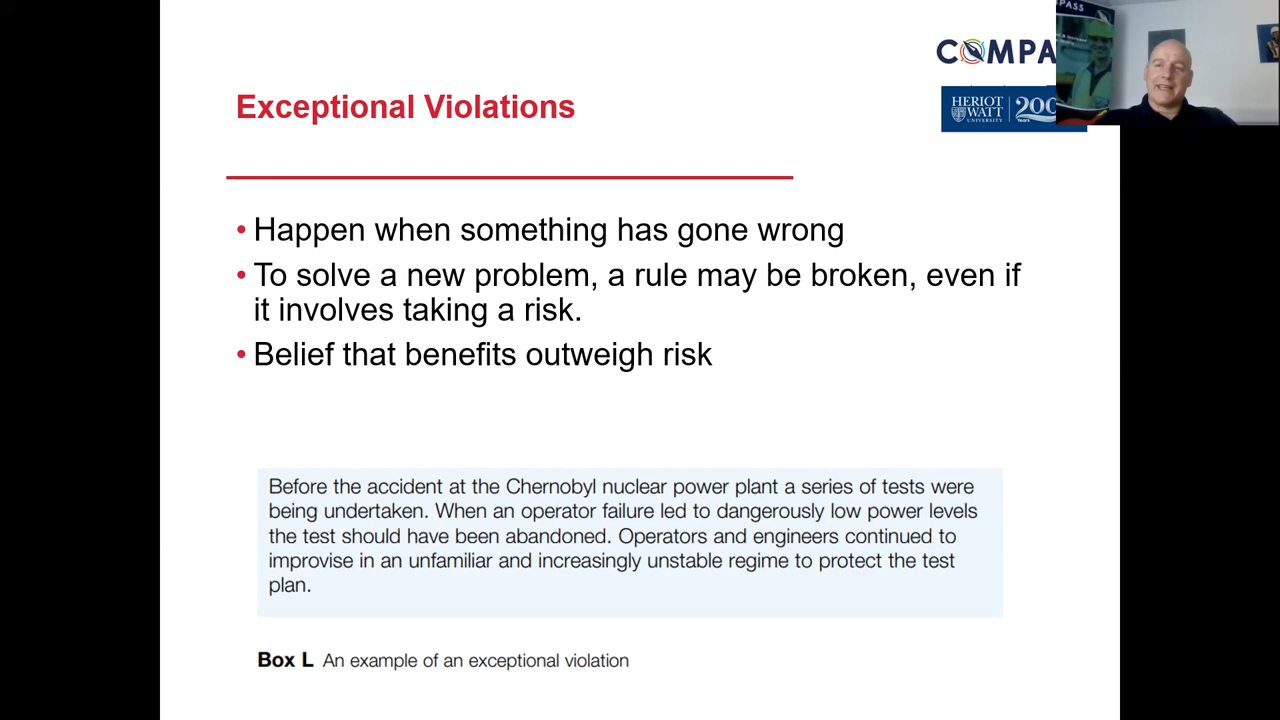 COMPA
PASS
HERIOT
WATT
UNIVERSITY
200
Years
Exceptional Violations
• Happen when something has gone wrong
• To solve a new problem, a rule may be broken, even if
it involves taking a risk.
• Belief that benefits outweigh risk
Before the accident at the Chernobyl nuclear power plant a series of tests were
being undertaken. When an operator failure led to dangerously low power levels
the test should have been abandoned. Operators and engineers continued to
improvise in an unfamiliar and increasingly unstable regime to protect the test
plan.
Box L An example of an exceptional violation